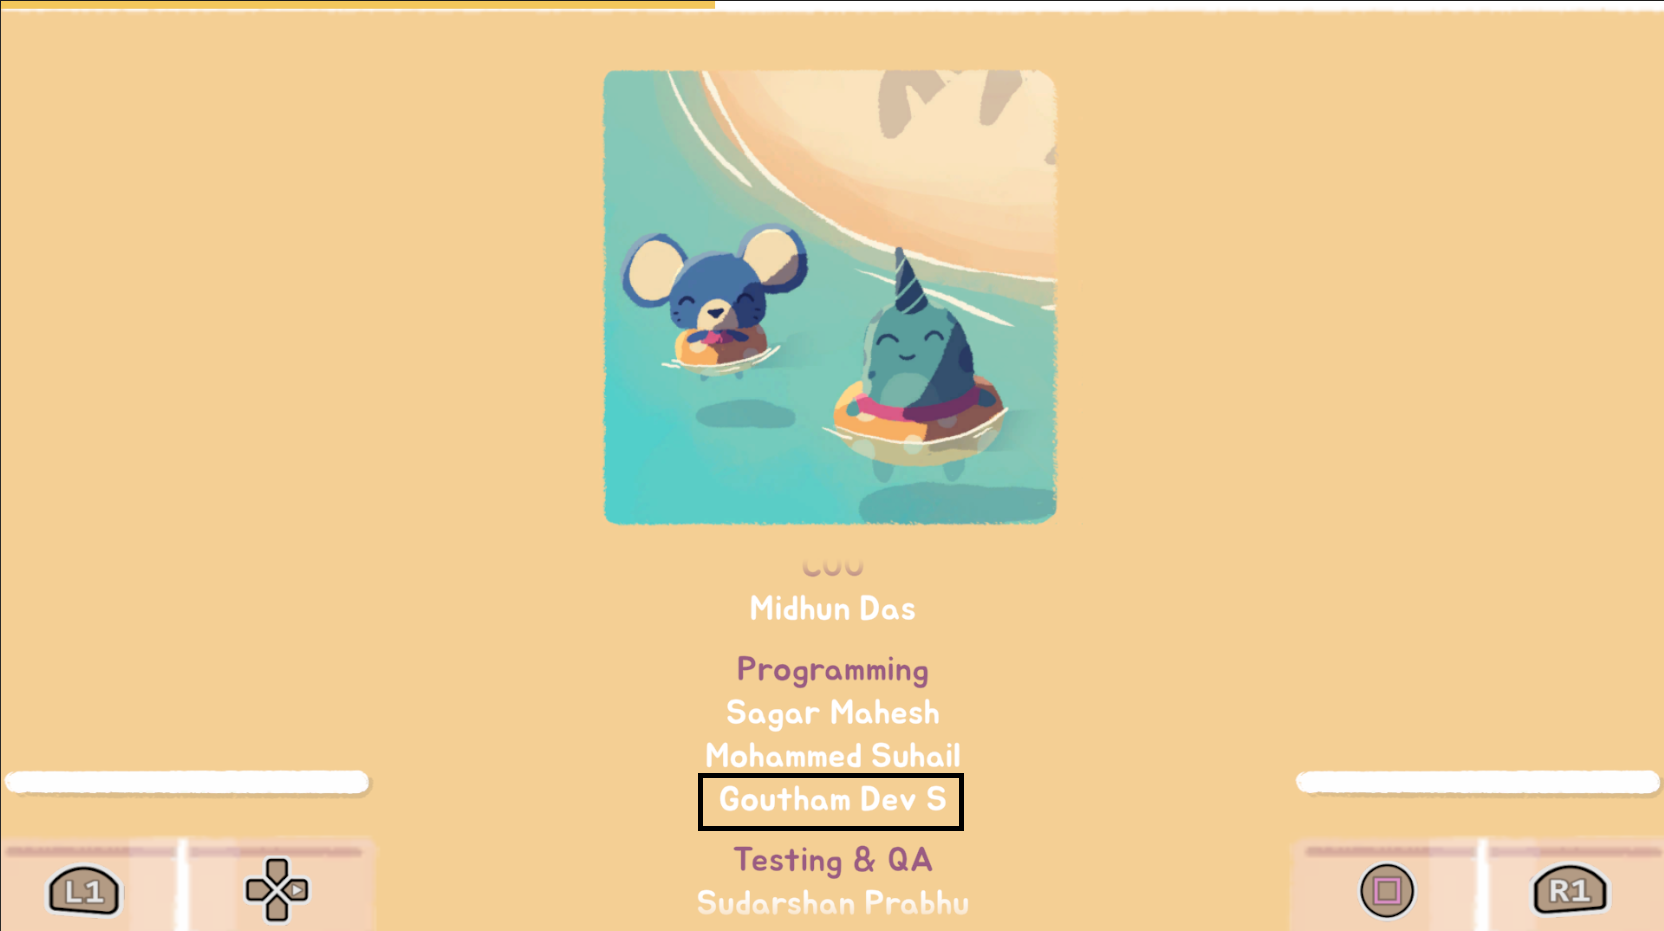 Midhun Das
Programming
Sagar Mahesh
Mohammed Suhail
Goutham Dev S
Testing & QA
Sudarshan Prabhu
L1
R1